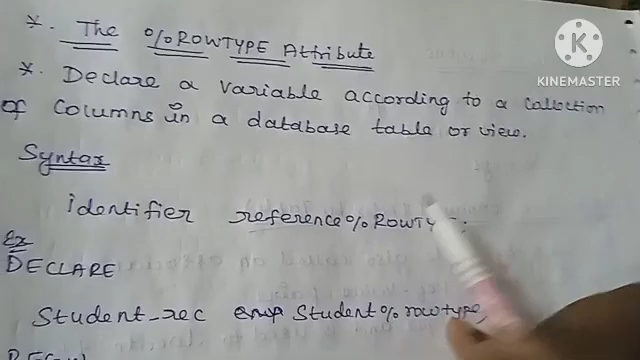 *. The %ROWTYPE Attribute
KINEMASTER
*. Declare a variable according to a collection
of columns in a database table or view.
Syntax
identifier reference%ROWTY
Ex
DECLARE
Student_rec Student%rowtype;